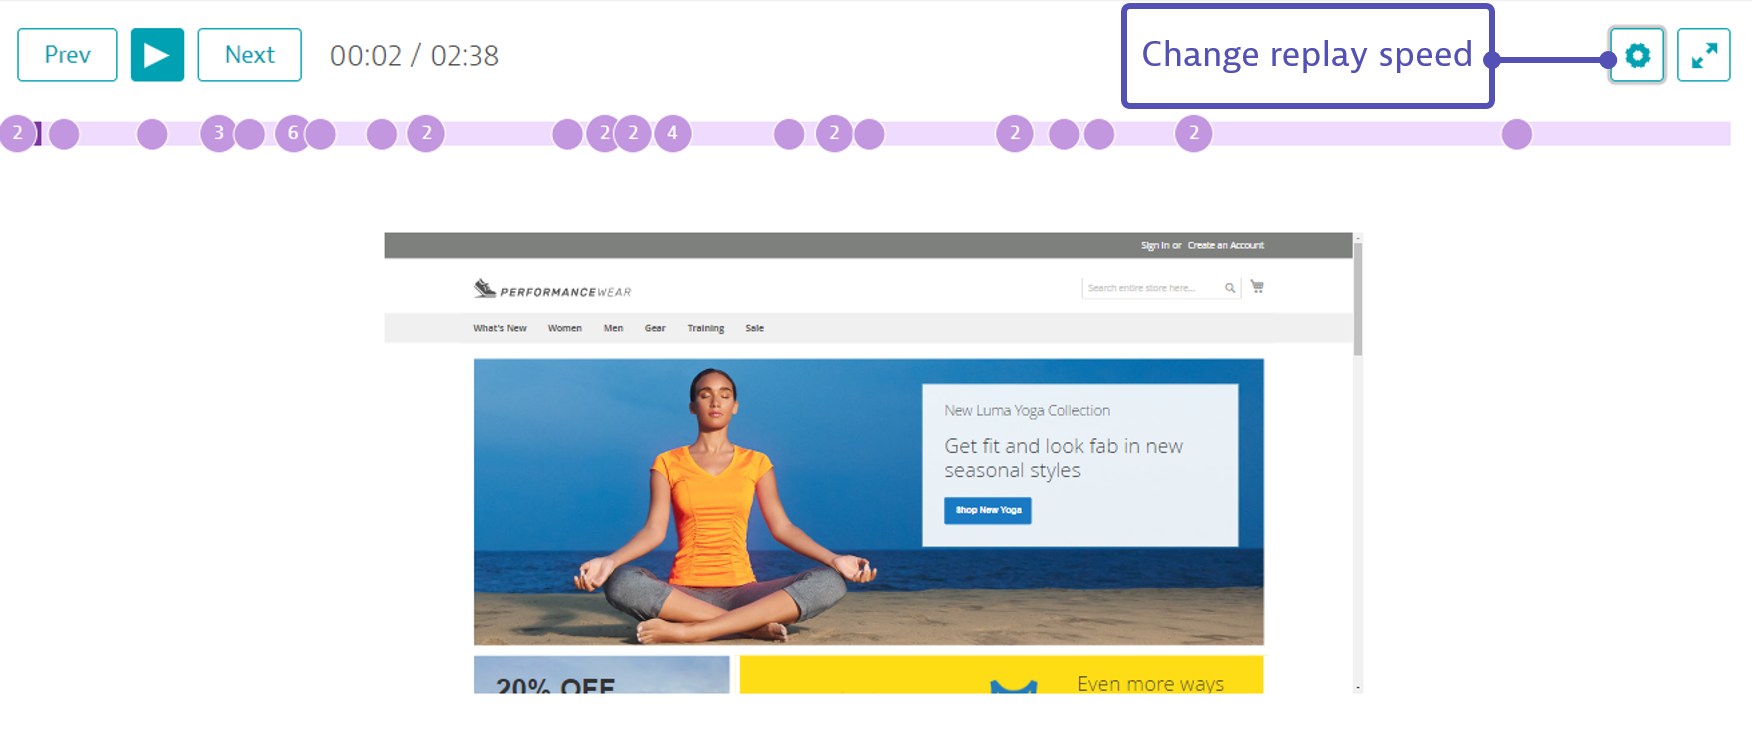 Prev
Next
00:02 / 02:38
Change replay speed
2 3 6 2 2 2 4 2 2 2
Sign In or Create an Account
PERFORMANCEWEAR
Search entire store here...
What's New Women Men Gear Training Sale
New Luma Yoga Collection
Get fit and look fab in new
seasonal styles
Shop New Yoga
20% OFF
Even more ways